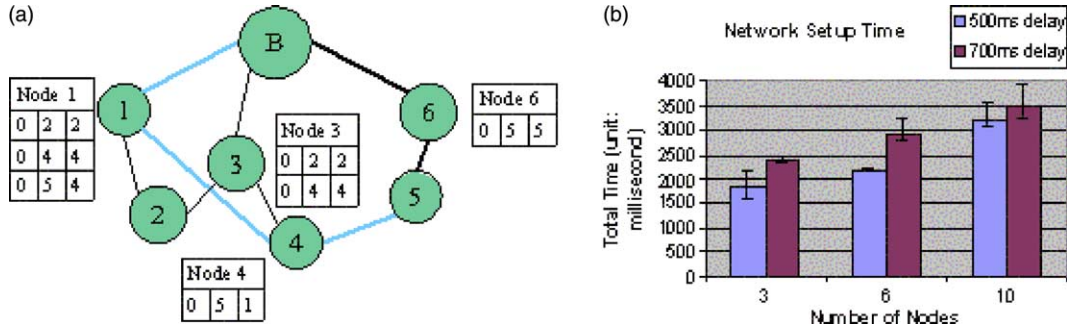 (a)
B
1
6
3
5
2
4
Node 1
0 2 2
0 4 4
0 5 4
Node 3
0 2 2
0 4 4
Node 6
0 5 5
Node 4
0 5 1
(b)
Network Setup Time
500ms delay
700ms delay
Total Time (unit:
millisecond)
4000
3500
3000
2500
2000
1500
1000
500
0
3 6 10
Number of Nodes